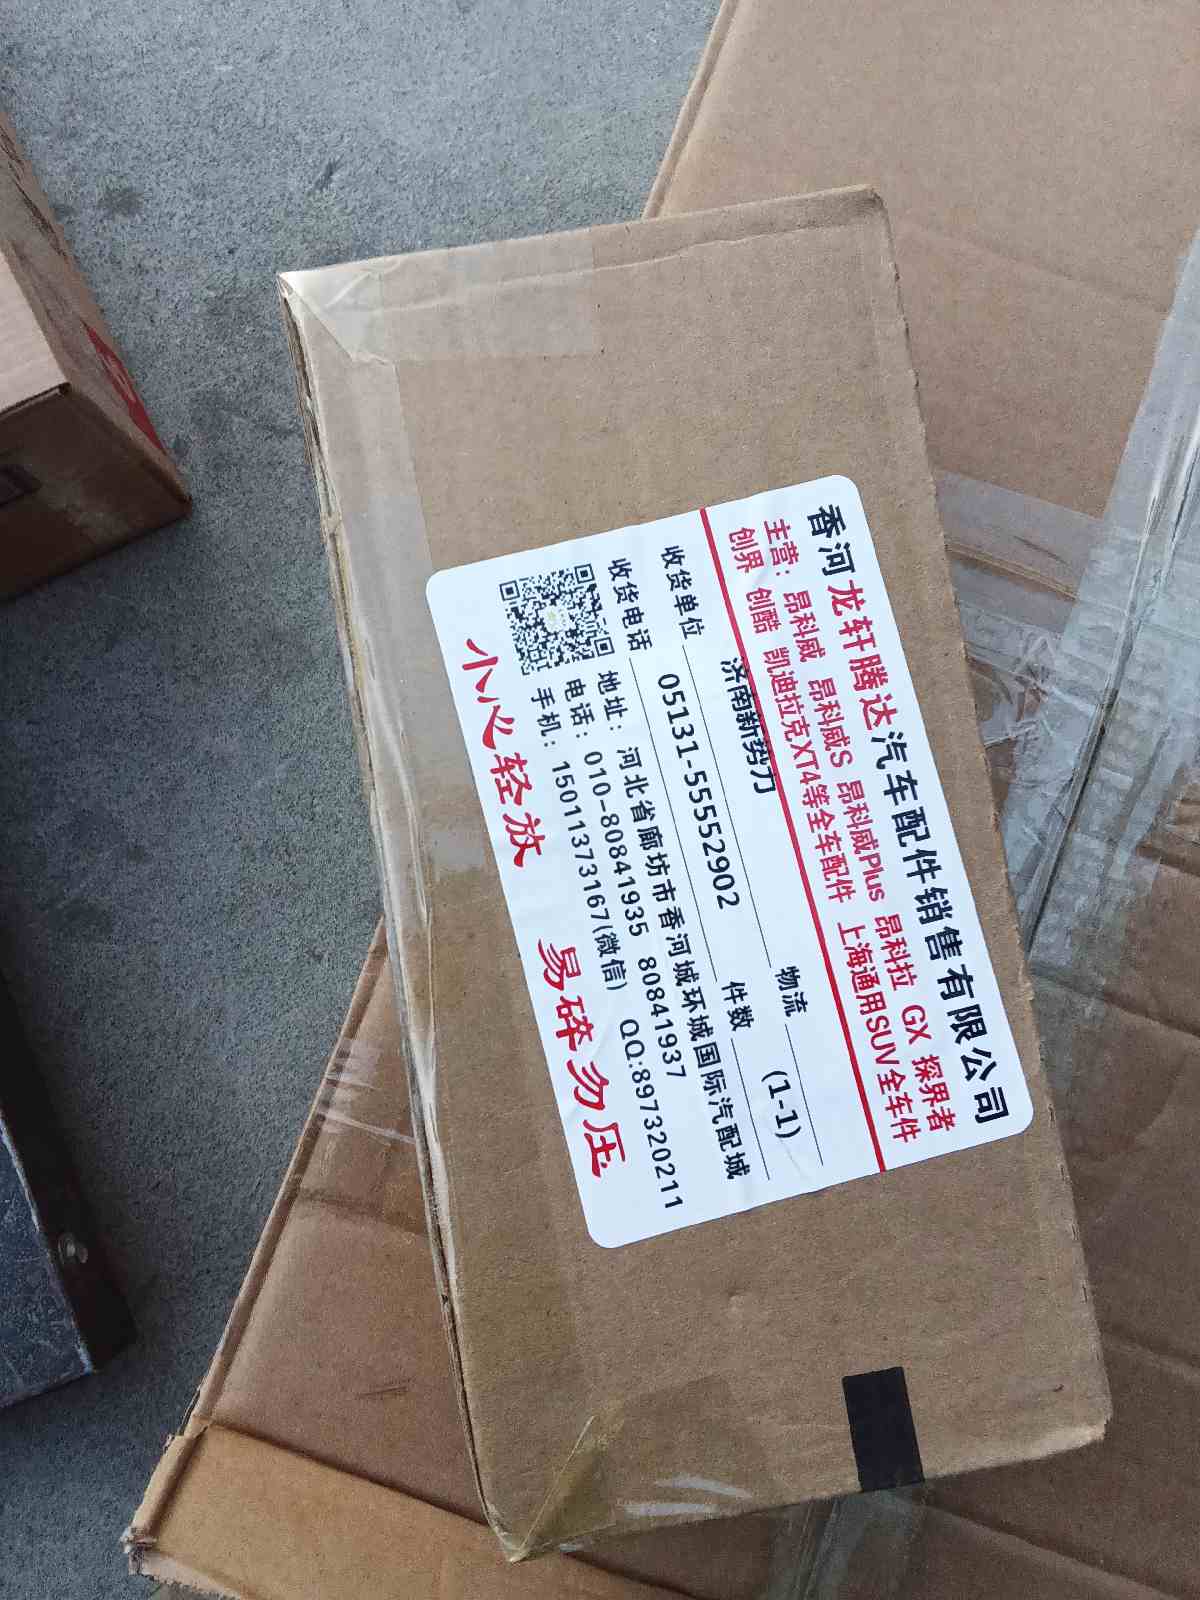 香河龙轩腾达汽车配件销售有限公司
主营： 昂科威 昂科威S 昂科威Plus 昂科拉 GX 探界者
创界 创酷 凯迪拉克XT4等全车配件 上海通用SUV全车件
收货单位 济南新势力 物流 (1-1)
收货电话 05131-55552902 件数
地址：河北省廊坊市香河城环城国际汽配城
电话：010-80841935 80841937
手机：15011373167(微信) QQ:897320211
小心轻放 易碎勿压